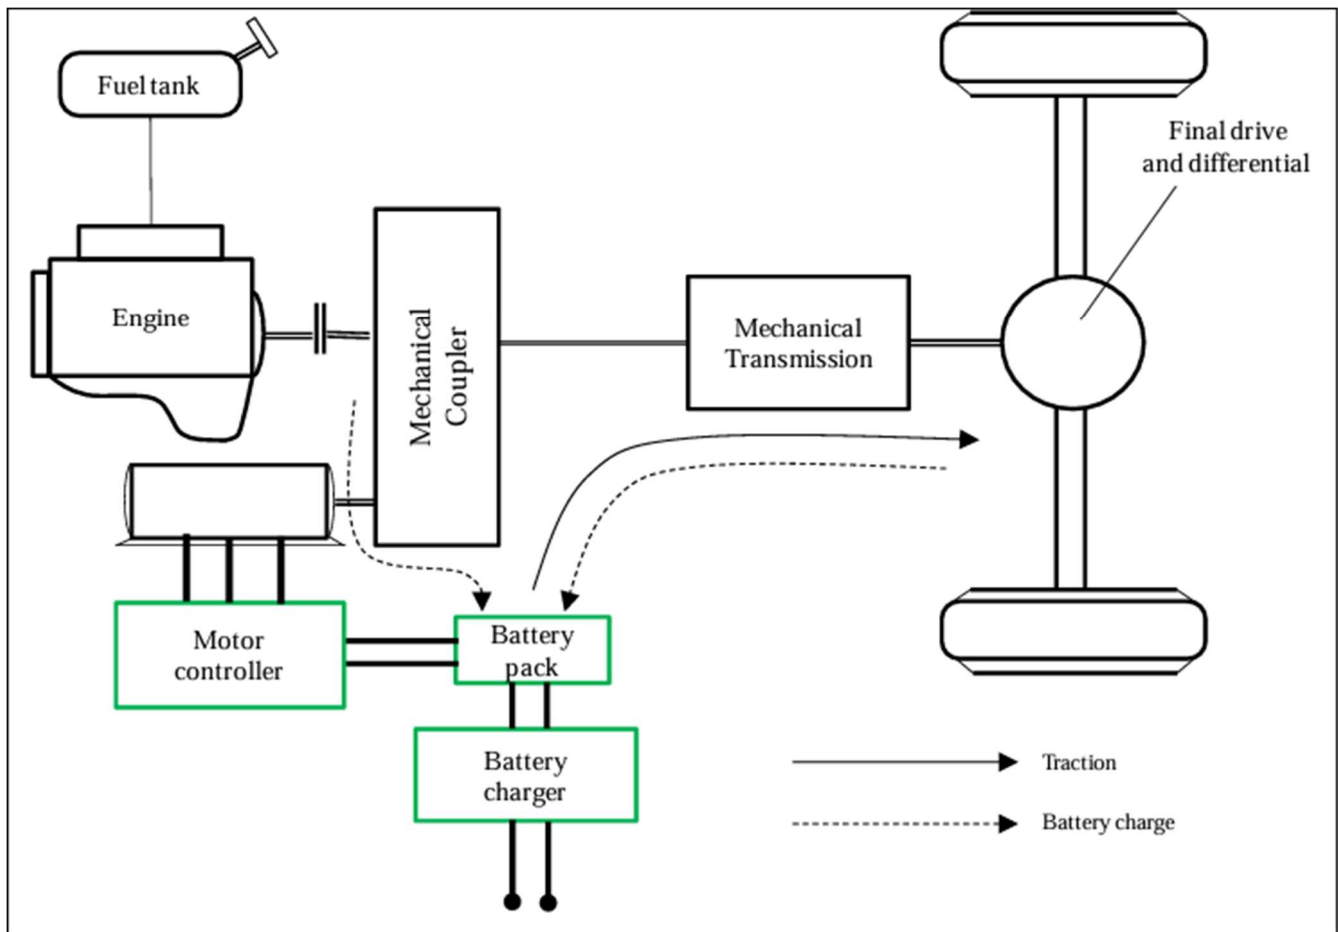 Fuel tank
Final drive
and differential
Engine
Mechanical
Coupler
Mechanical
Transmission
Motor
controller
Battery
pack
Battery
charger
Traction
Battery charge